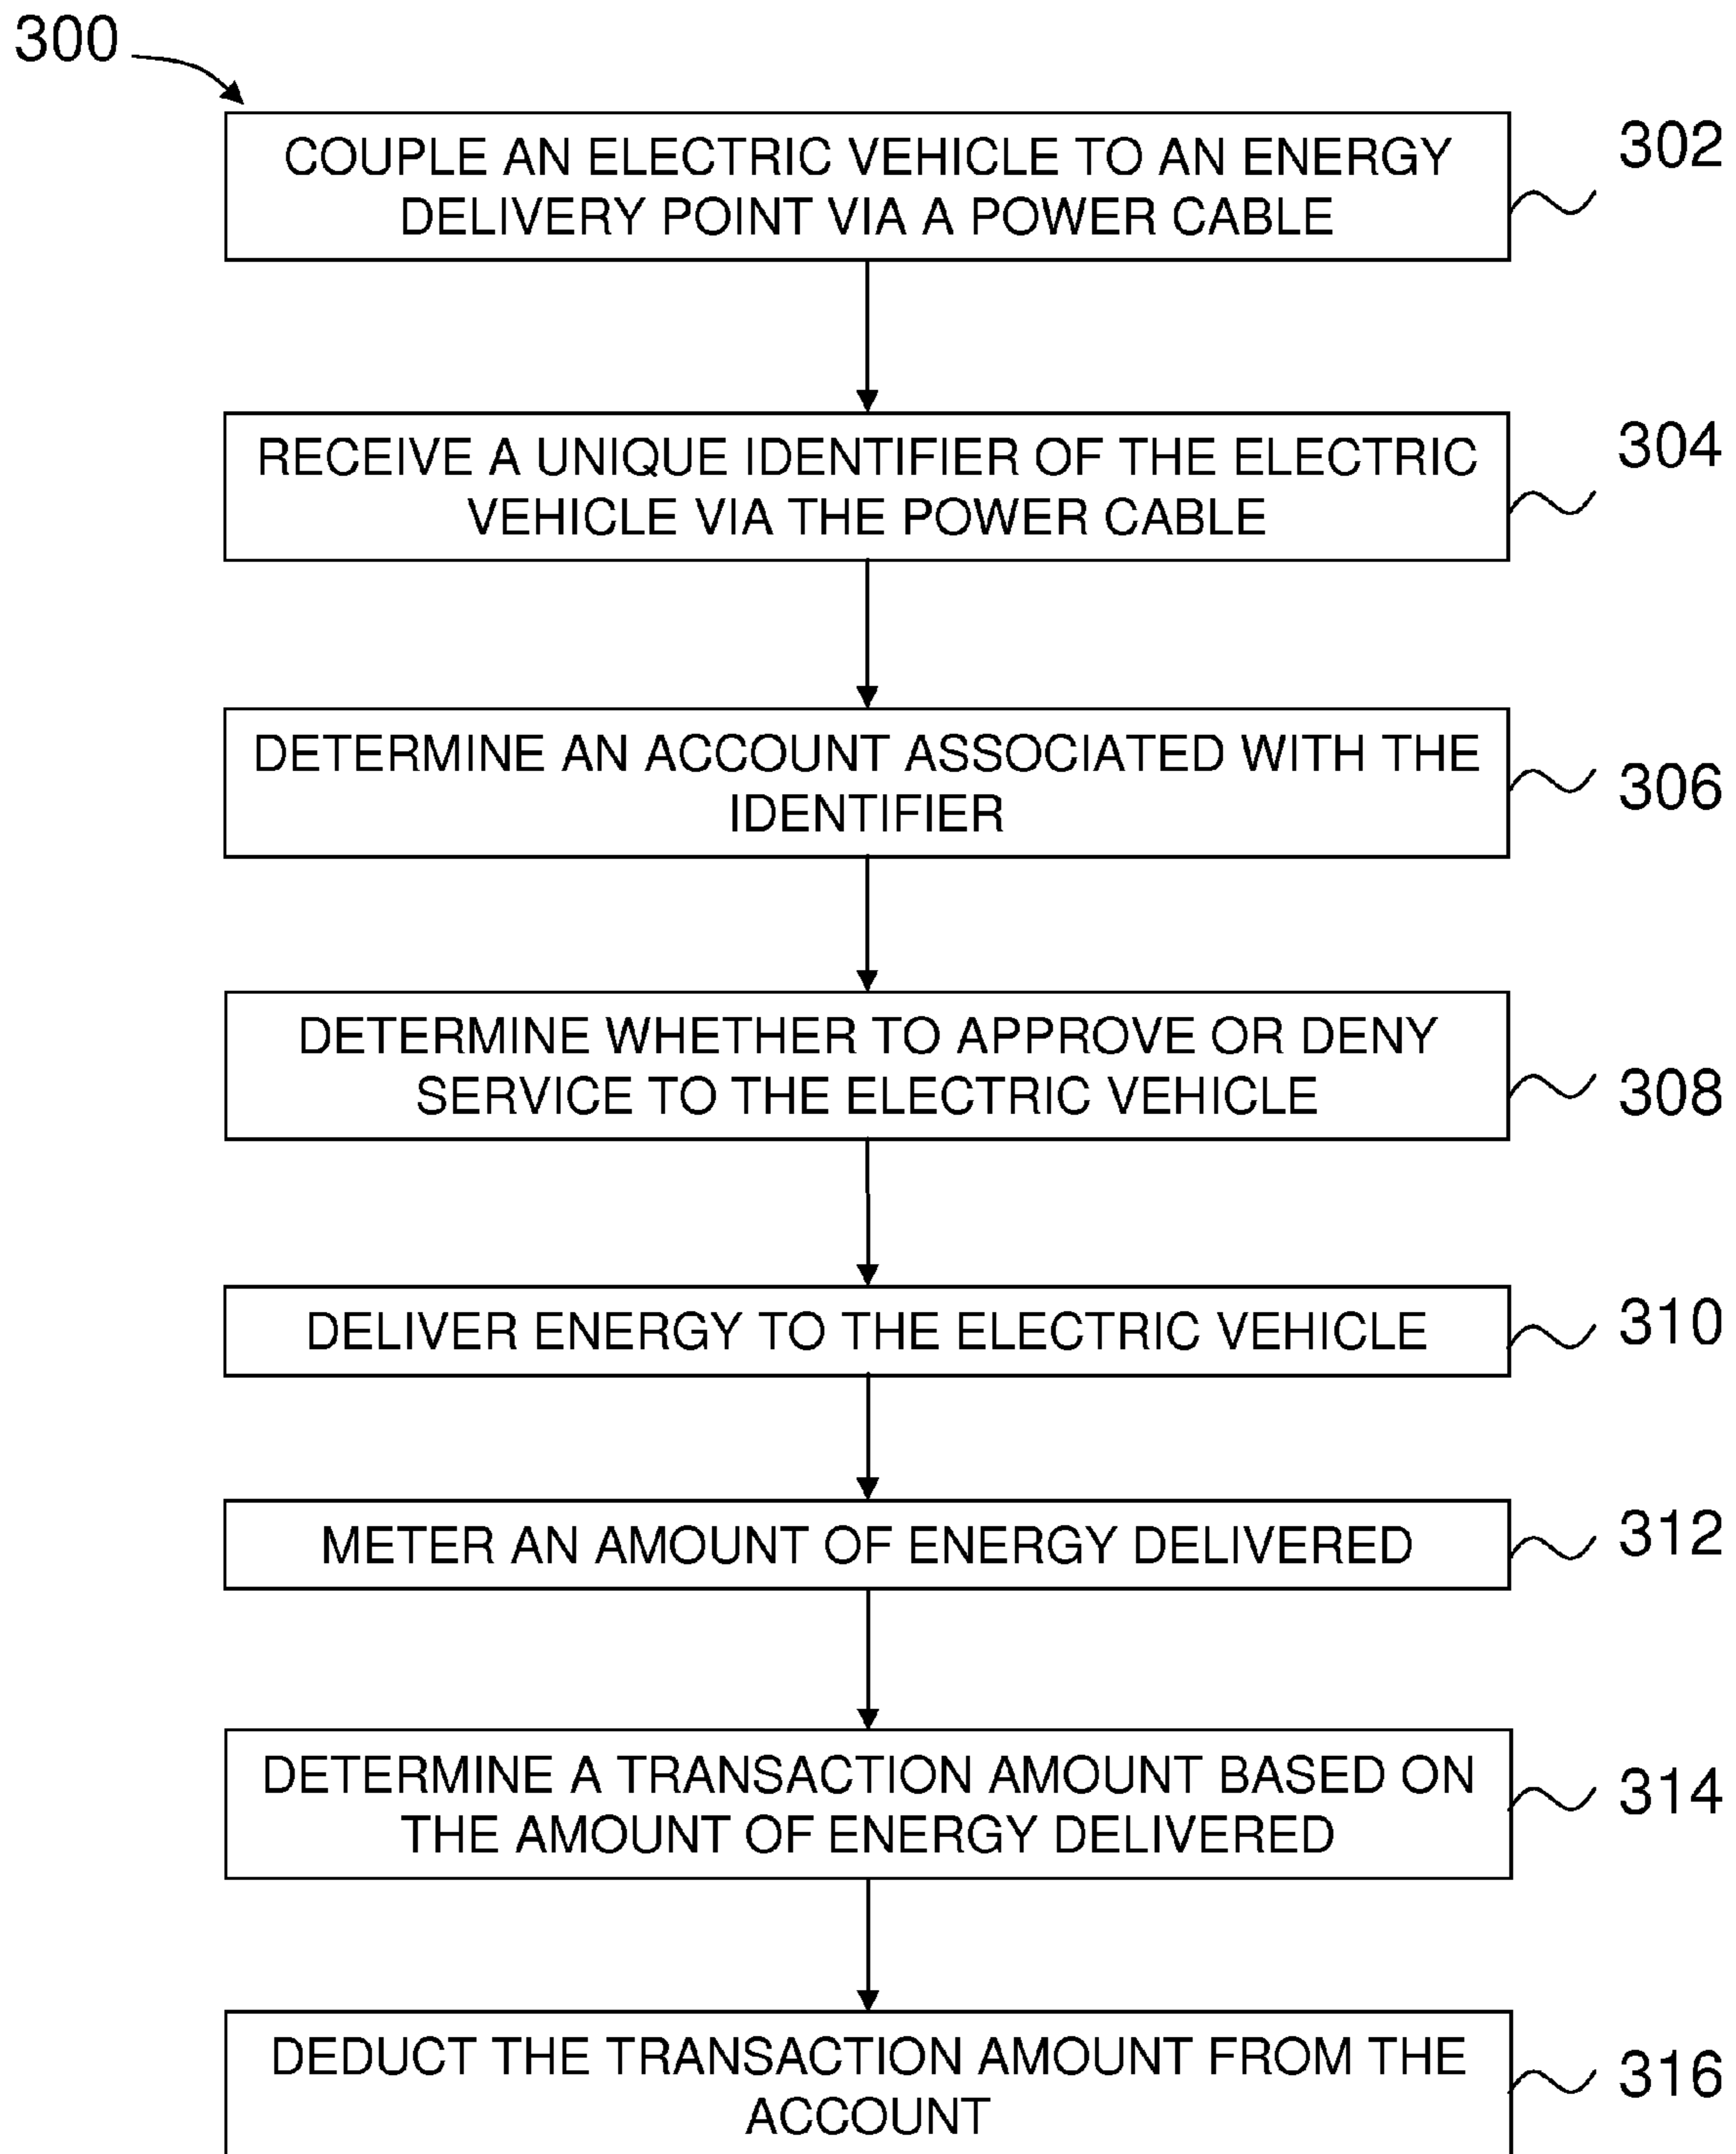 300
COUPLE AN ELECTRIC VEHICLE TO AN ENERGY
DELIVERY POINT VIA A POWER CABLE
302
RECEIVE A UNIQUE IDENTIFIER OF THE ELECTRIC
VEHICLE VIA THE POWER CABLE
304
DETERMINE AN ACCOUNT ASSOCIATED WITH THE
IDENTIFIER
306
DETERMINE WHETHER TO APPROVE OR DENY
SERVICE TO THE ELECTRIC VEHICLE
308
DELIVER ENERGY TO THE ELECTRIC VEHICLE
310
METER AN AMOUNT OF ENERGY DELIVERED
312
DETERMINE A TRANSACTION AMOUNT BASED ON
THE AMOUNT OF ENERGY DELIVERED
314
DEDUCT THE TRANSACTION AMOUNT FROM THE
ACCOUNT
316